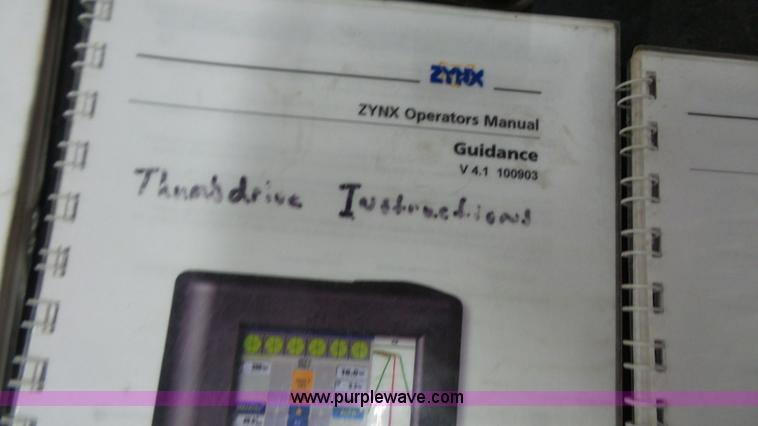 ZYNX
ZYNX Operators Manual
Guidance
V 4.1 100903
Thumbdrive Instructions
www.purplewave.com